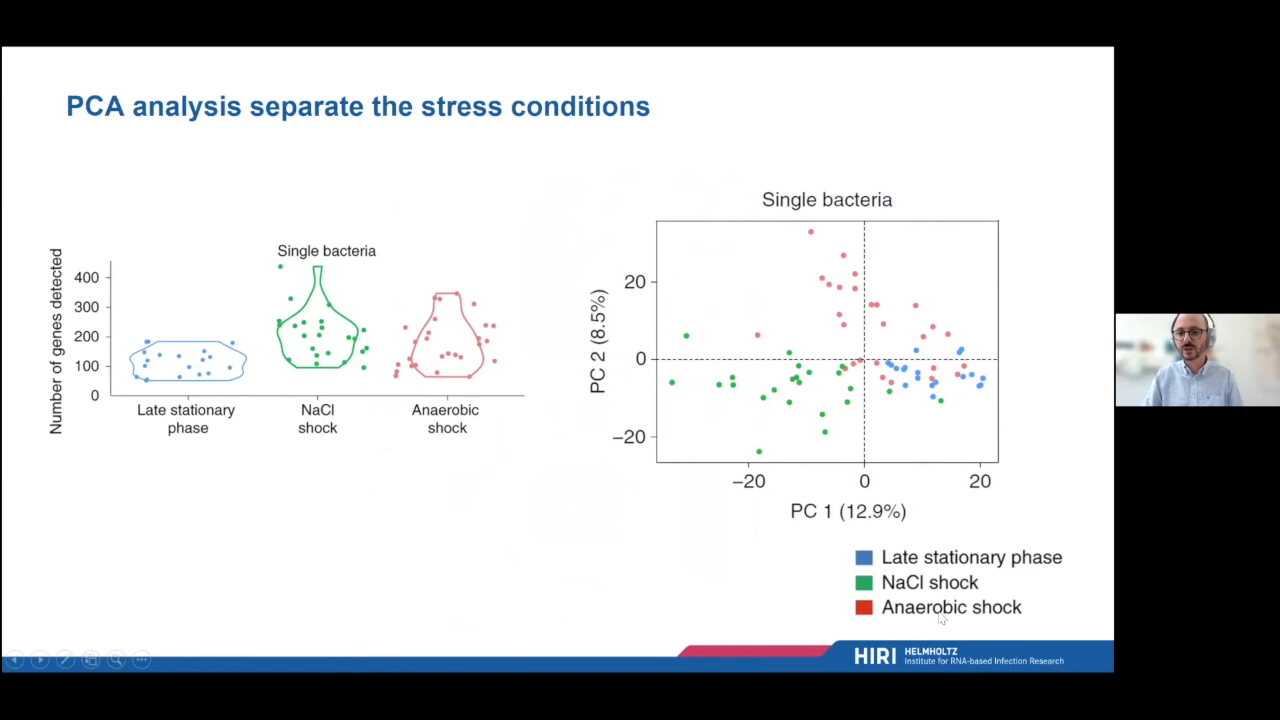 PCA analysis separate the stress conditions
Single bacteria
Number of genes detected
400
300
200
100
0
Late stationary
phase
NaCl
shock
Anaerobic
shock
Single bacteria
PC 2 (8.5%)
20
0
−20
−20
0
20
PC 1 (12.9%)
Late stationary phase
NaCl shock
Anaerobic shock
HIRI
HELMHOLTZ
Institute for RNA-based Infection Research